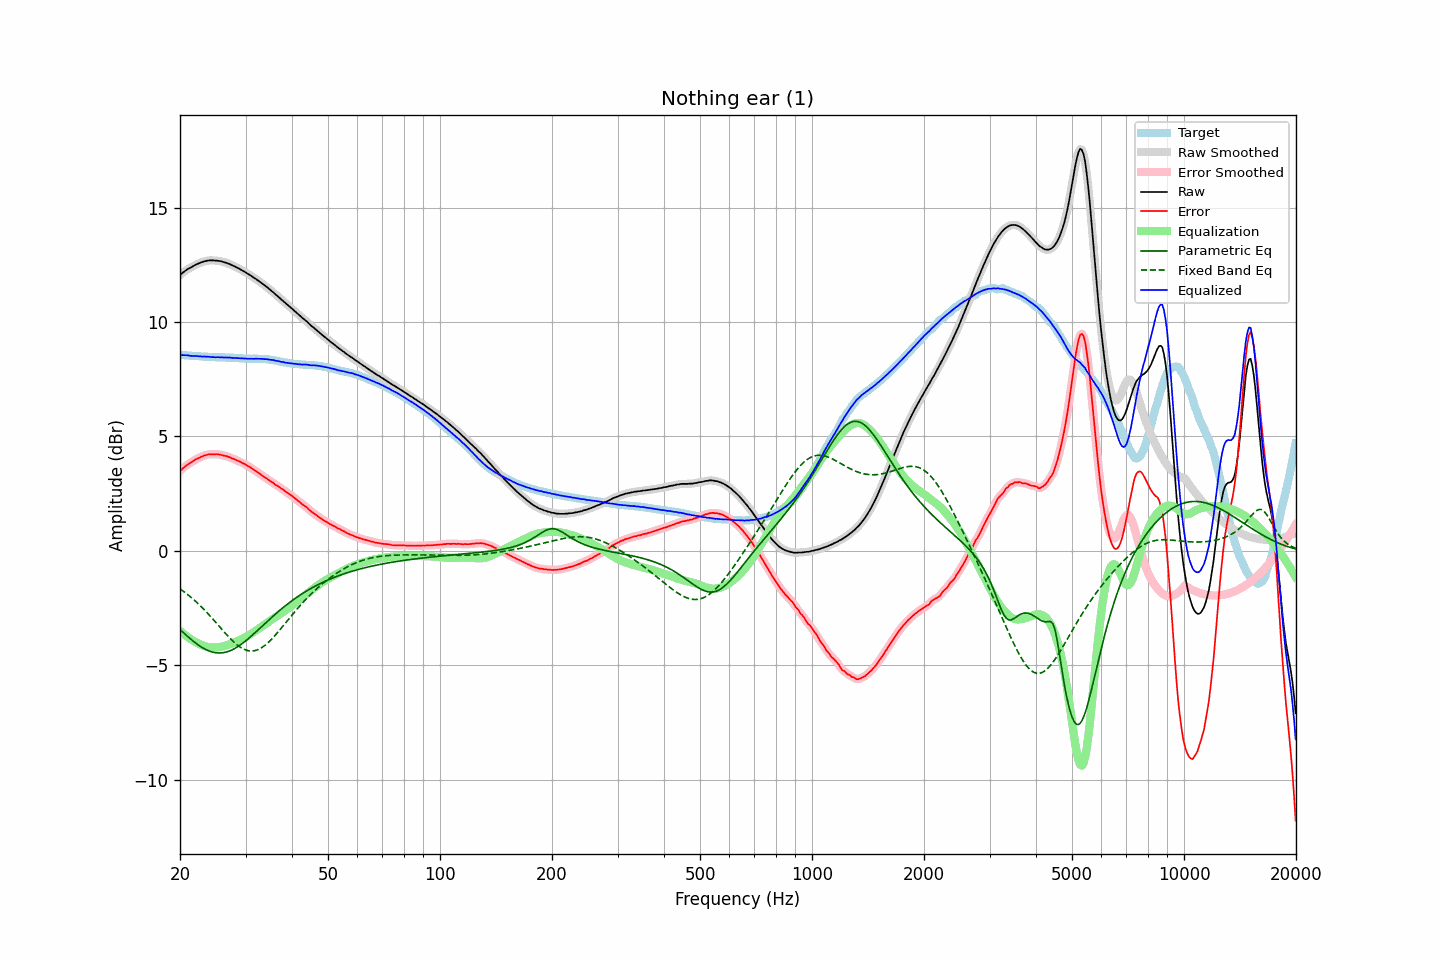 Nothing ear (1)
Target
Raw Smoothed
Error Smoothed
Raw
Error
Equalization
Parametric Eq
Fixed Band Eq
Equalized
Amplitude (dBr)
15
10
5
0
−5
−10
20
50
100
200
500
1000
2000
5000
10000
20000
Frequency (Hz)